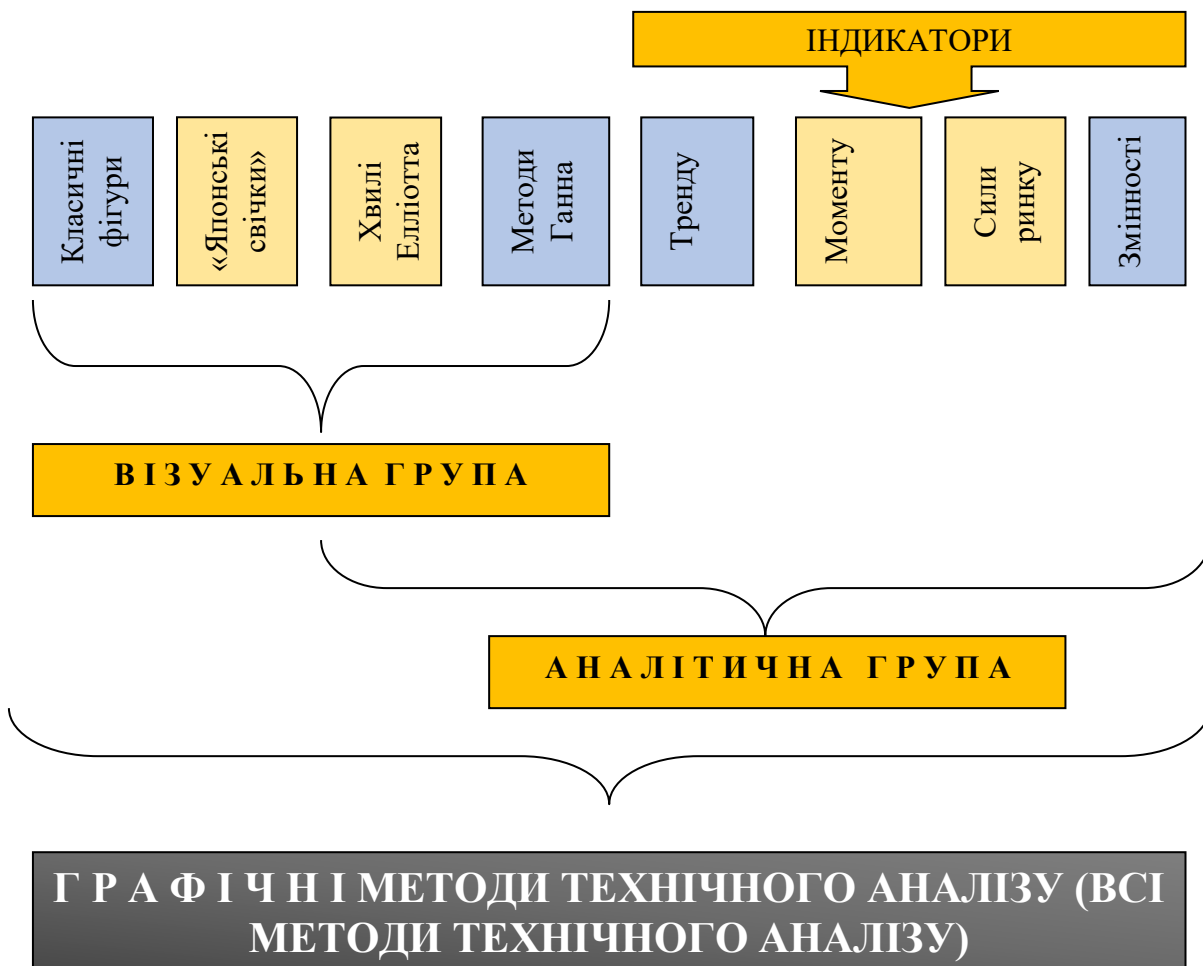 ІНДИКАТОРИ
Класичні
фігури
«Японські
свічки»
Хвилі
Елліотта
Методи
Ганна
Тренду
Моменту
Сили
ринку
Змінності
В І З У А Л Ь Н А Г Р У П А
А Н А Л І Т И Ч Н А Г Р У П А
Г Р А Ф І Ч Н І МЕТОДИ ТЕХНІЧНОГО АНАЛІЗУ (ВСІ
МЕТОДИ ТЕХНІЧНОГО АНАЛІЗУ)